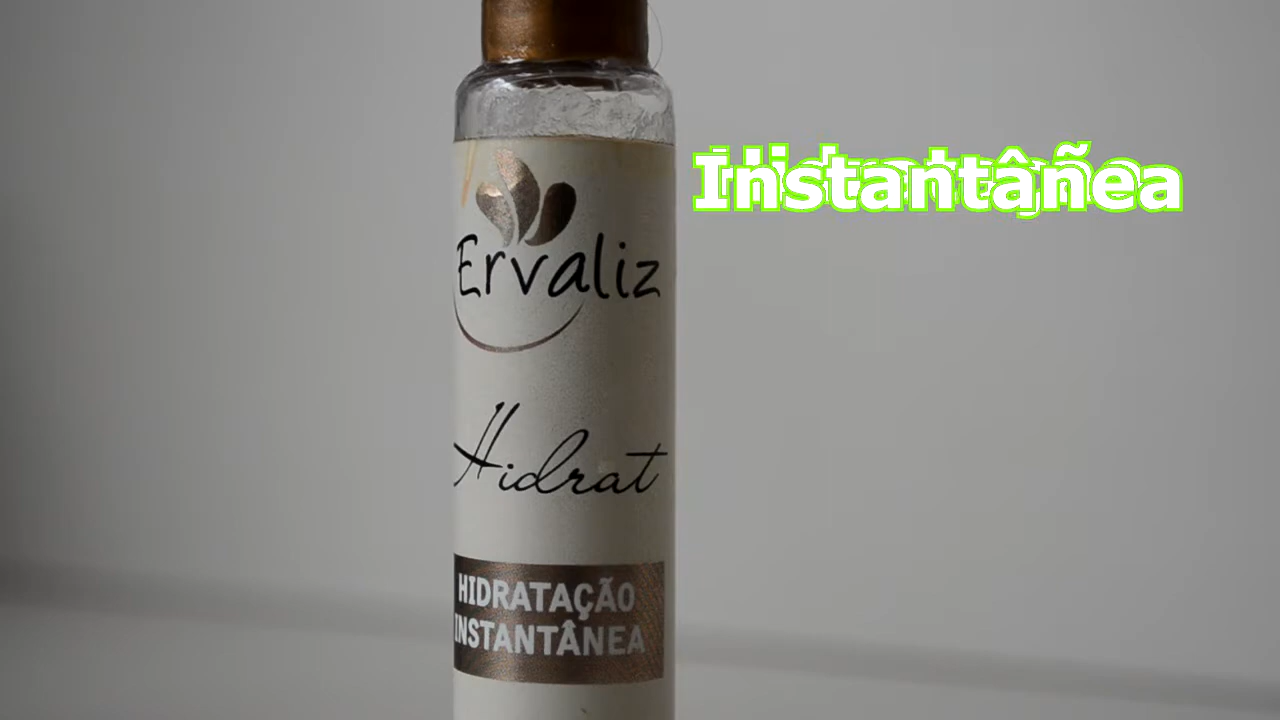 Ervaliz
Hidrat
HIDRATAÇÃO
INSTANTÂNEA
Instantânea